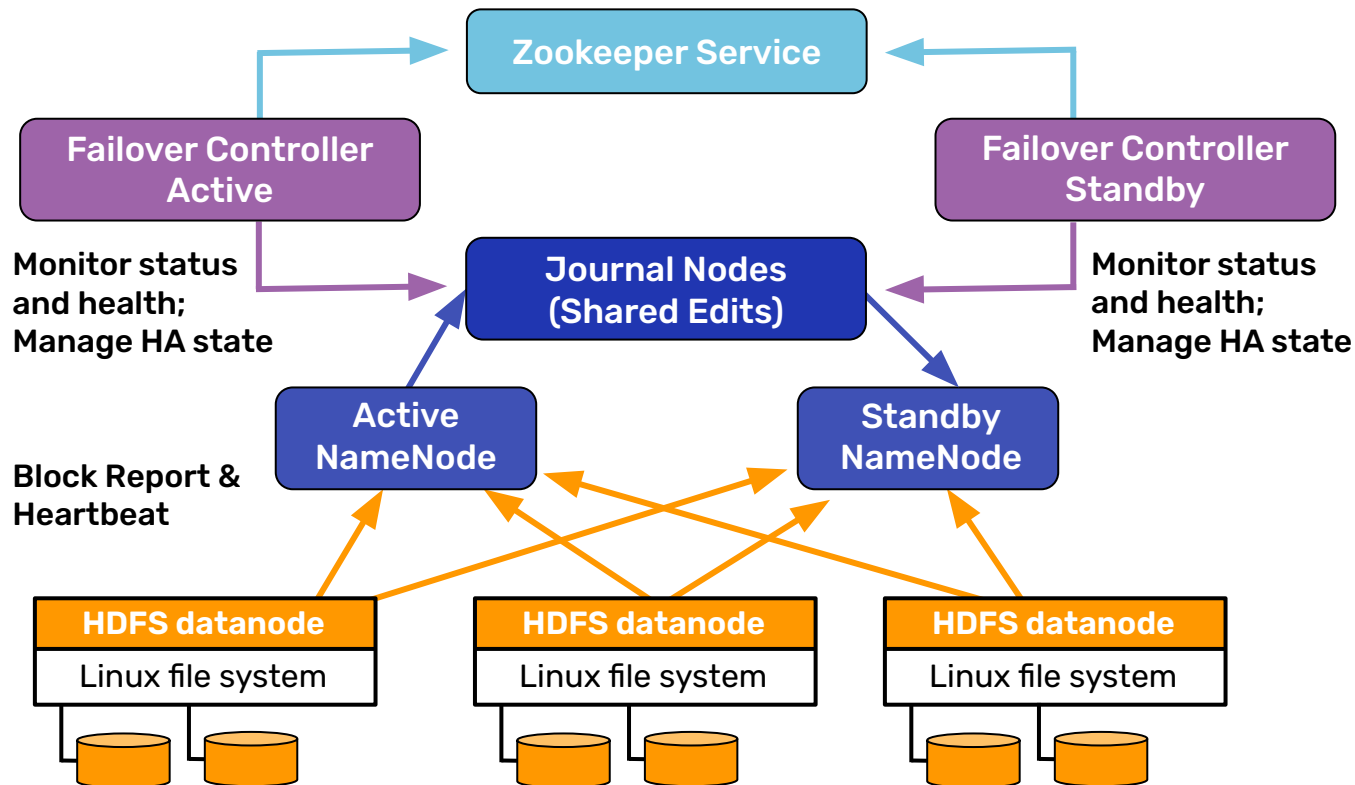 Zookeeper Service
Failover Controller
Active
Failover Controller
Standby
Monitor status
and health;
Manage HA state
Journal Nodes
(Shared Edits)
Monitor status
and health;
Manage HA state
Active
NameNode
Standby
NameNode
Block Report &
Heartbeat
HDFS datanode
Linux file system
HDFS datanode
Linux file system
HDFS datanode
Linux file system